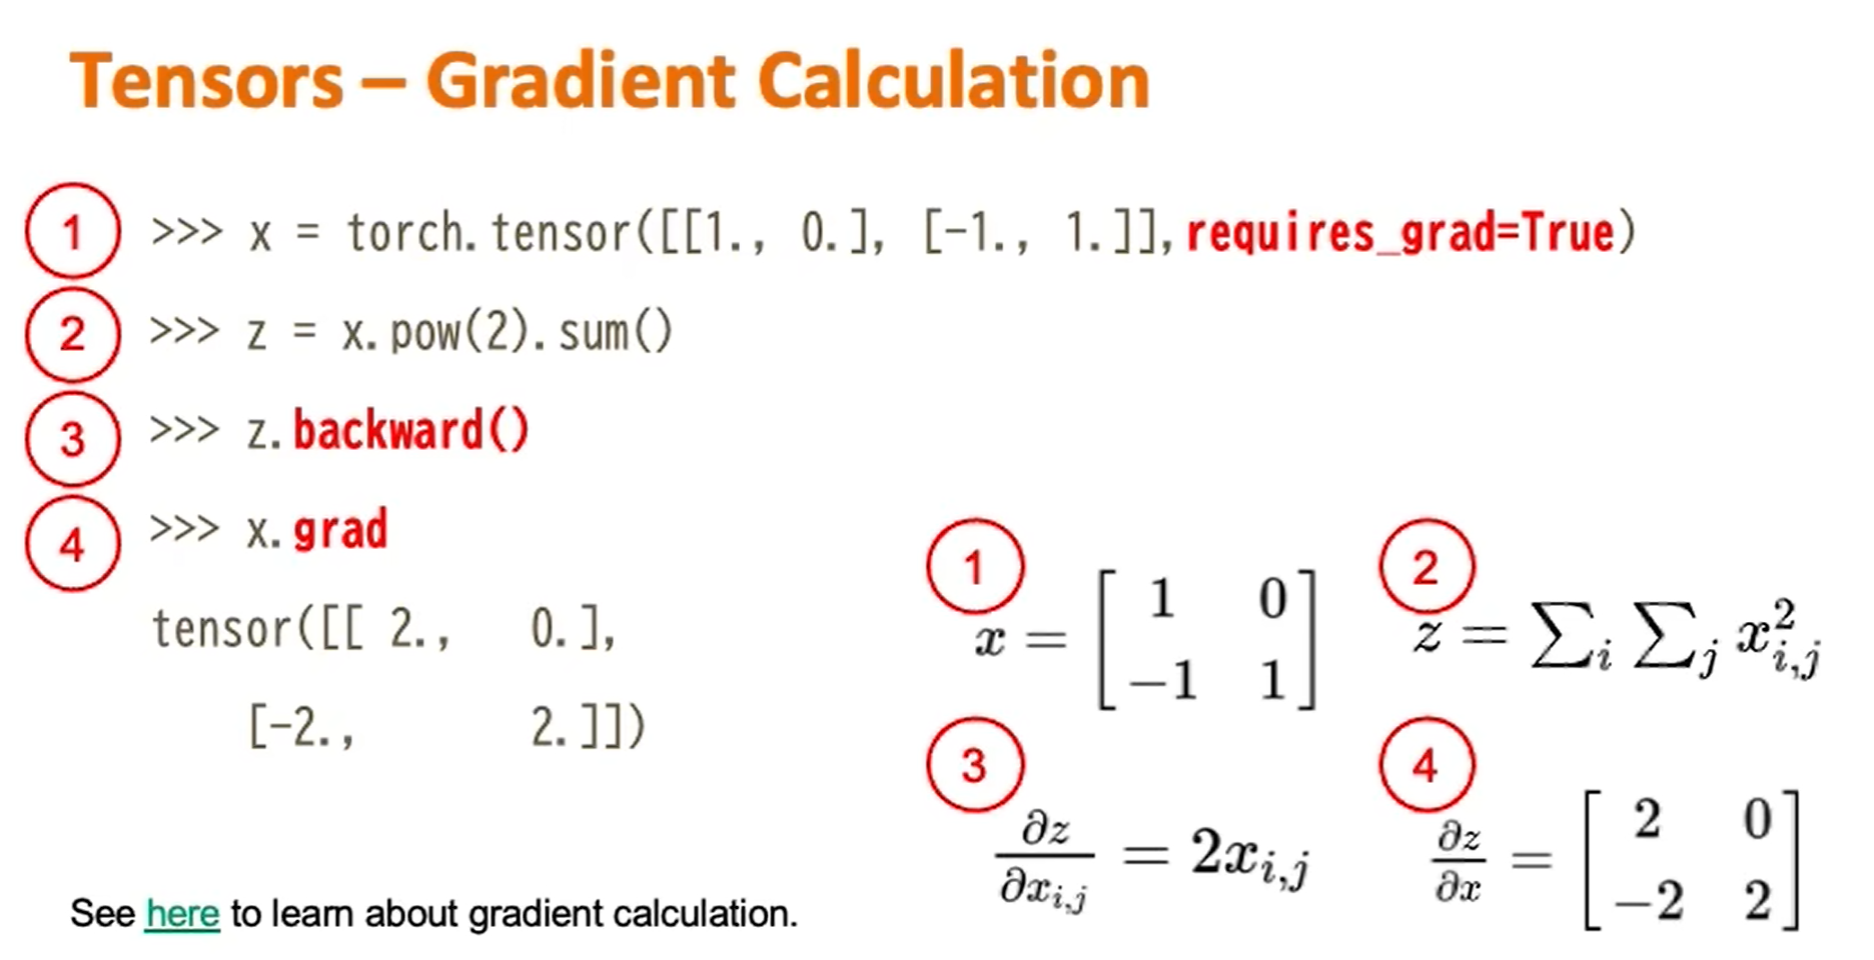 Tensors – Gradient Calculation
1 >>> x = torch.tensor([[1., 0.], [-1., 1.]], requires_grad=True)
2 >>> z = x.pow(2).sum()
3 >>> z.backward()
4 >>> x.grad
tensor([[ 2., 0.],
[-2., 2.]])
1
x = [ 1 0
−1 1 ]
2
z = ∑i ∑j x²i,j
3
∂z/∂xi,j = 2xi,j
4
∂z/∂x = [ 2 0
−2 2 ]
See here to learn about gradient calculation.